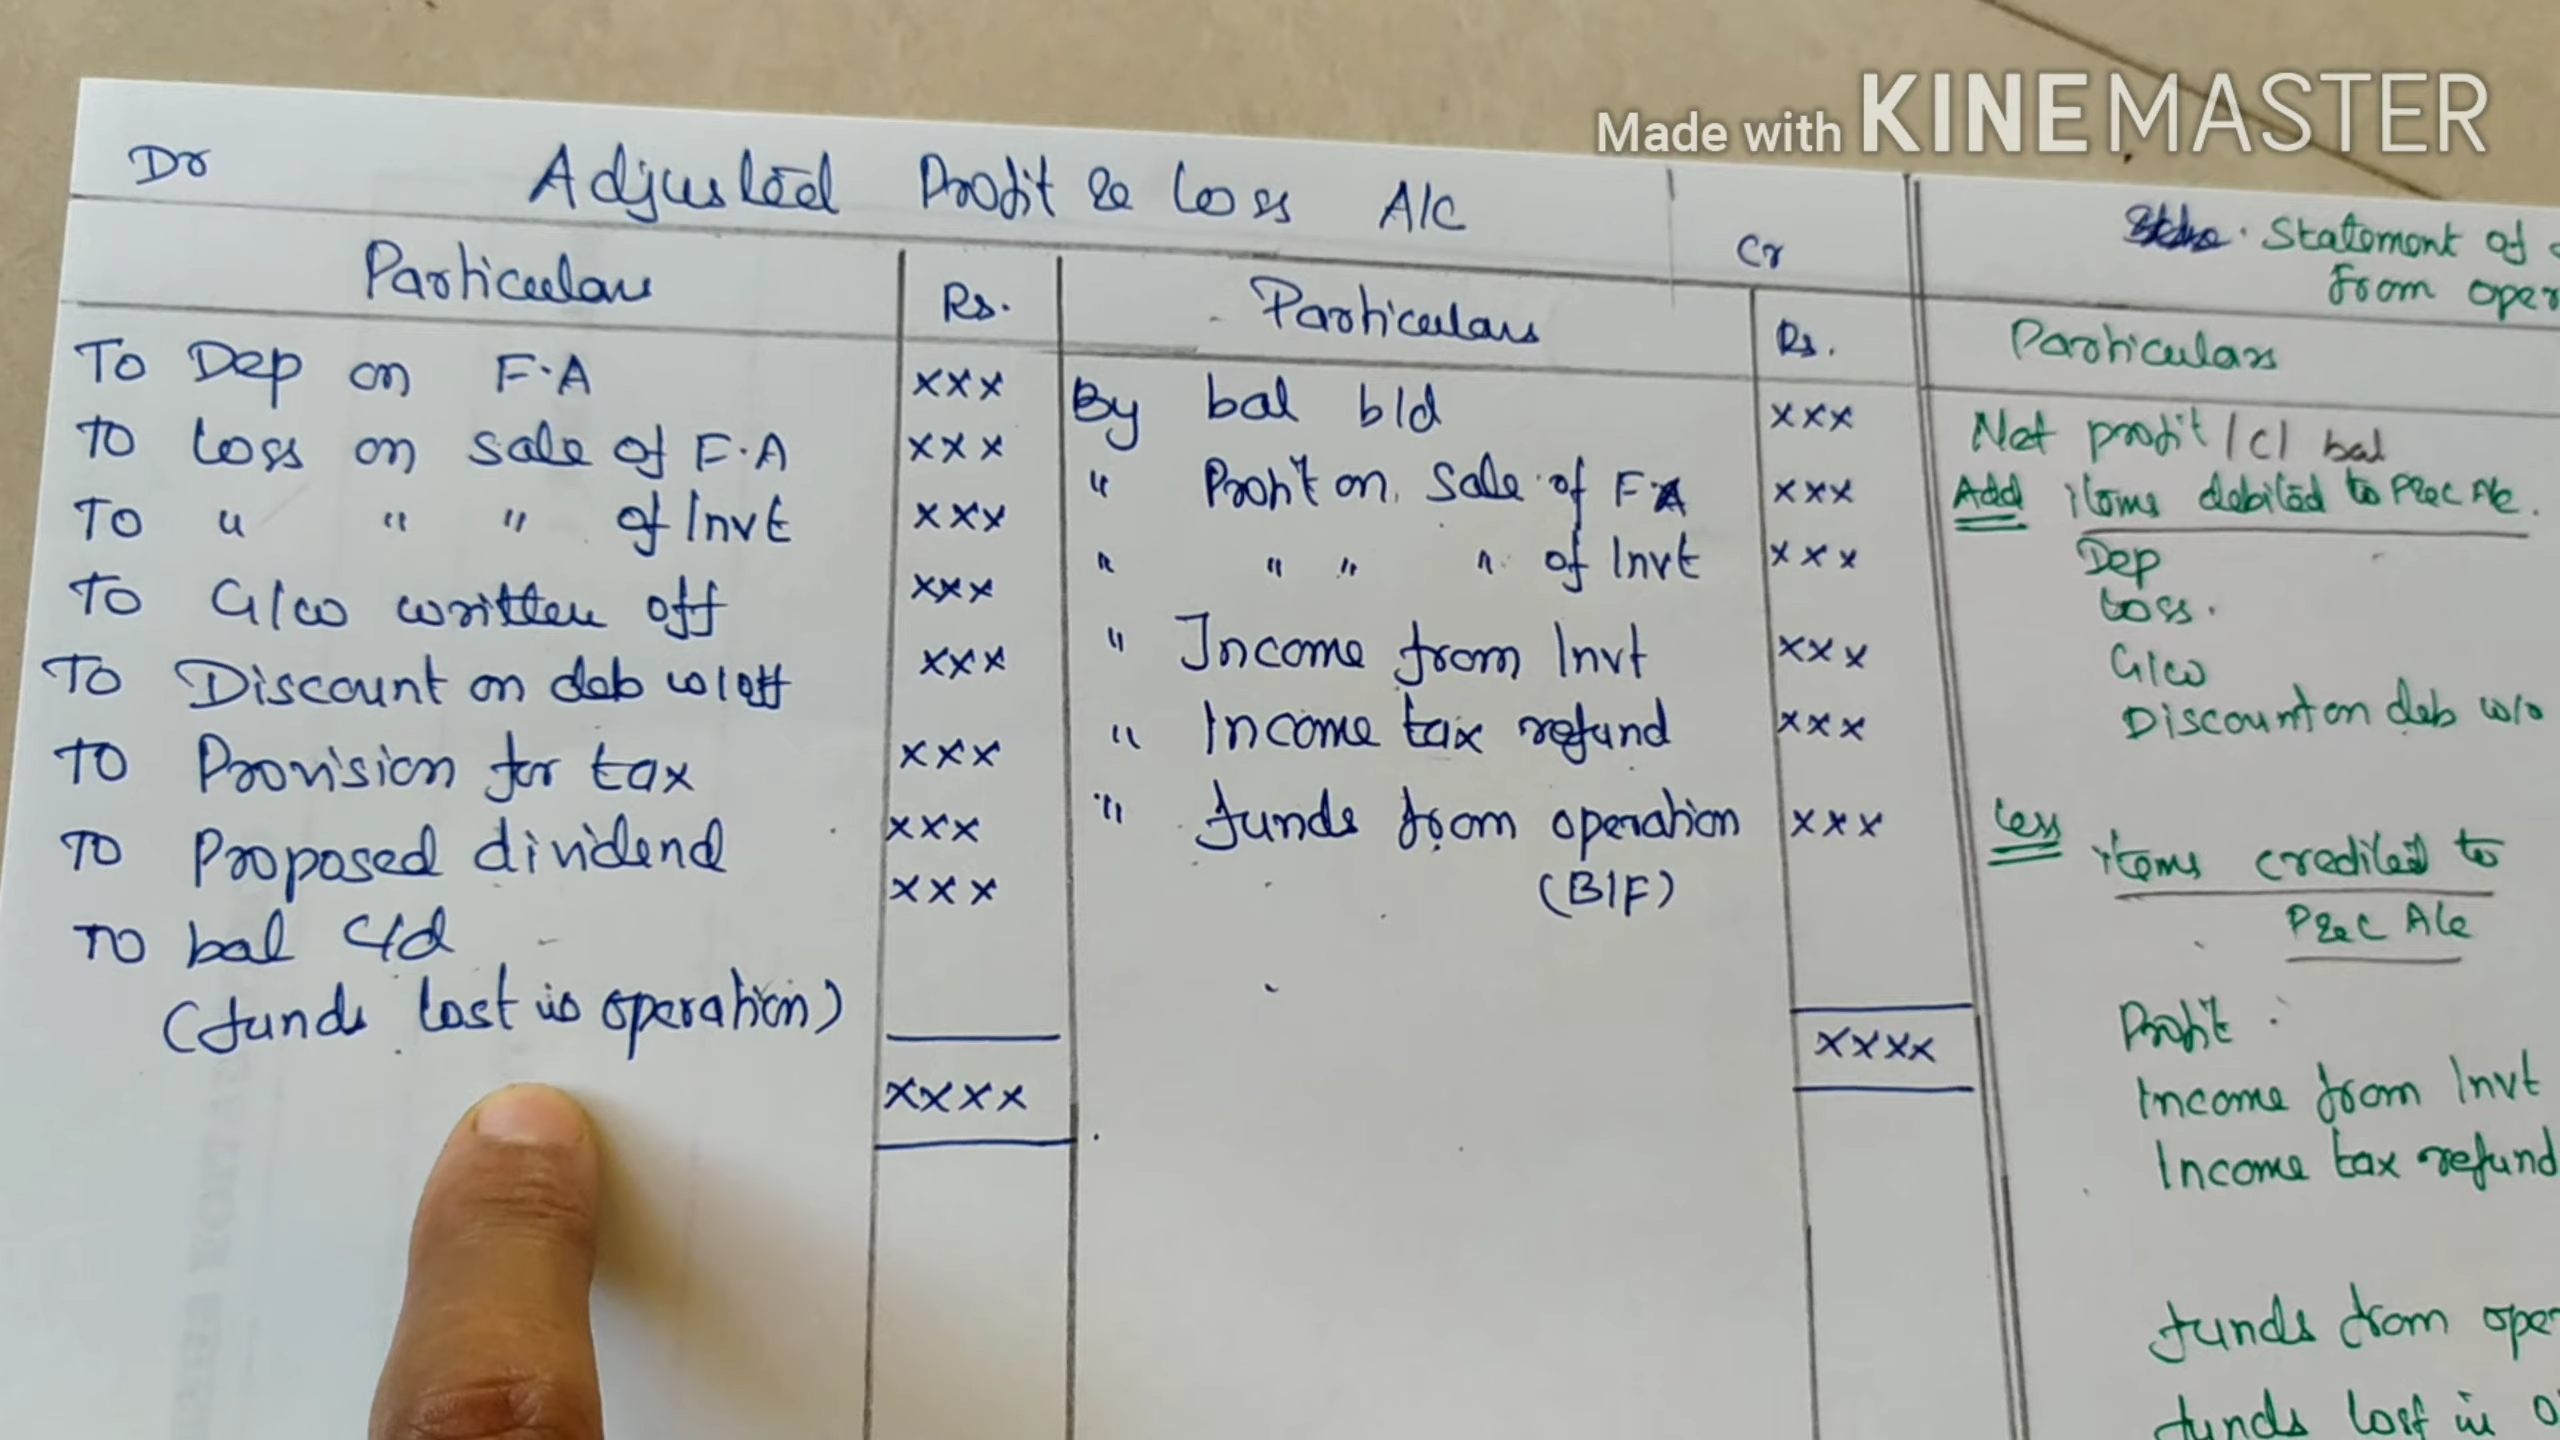 Made with KINEMASTER
Dr Adjusted Profit & Loss A/C Cr
Particulars Rs. Particulars Rs.
To Dep on F.A xxx By bal b/d xxx
To Loss on sale of F.A xxx " Profit on sale of FA xxx
To " " " of Invt xxx " " " " of Invt xxx
To G/w written off xxx " Income from Invt xxx
To Discount on deb w/off xxx " Income tax refund xxx
To Provision for tax xxx " funds from operation xxx
(B/F)
To Proposed dividend xxx
To bal c/d xxx
(funds lost in operation)
xxxx xxxx
Statement of
from oper
Particulars
Net profit / c/ bal
Add items debited to P&L A/c.
Dep
Loss.
G/w
Discount on deb w/o
Less items credited to
P&L A/c
Profit
Income from Invt
Income tax refund
funds from oper
funds lost in o